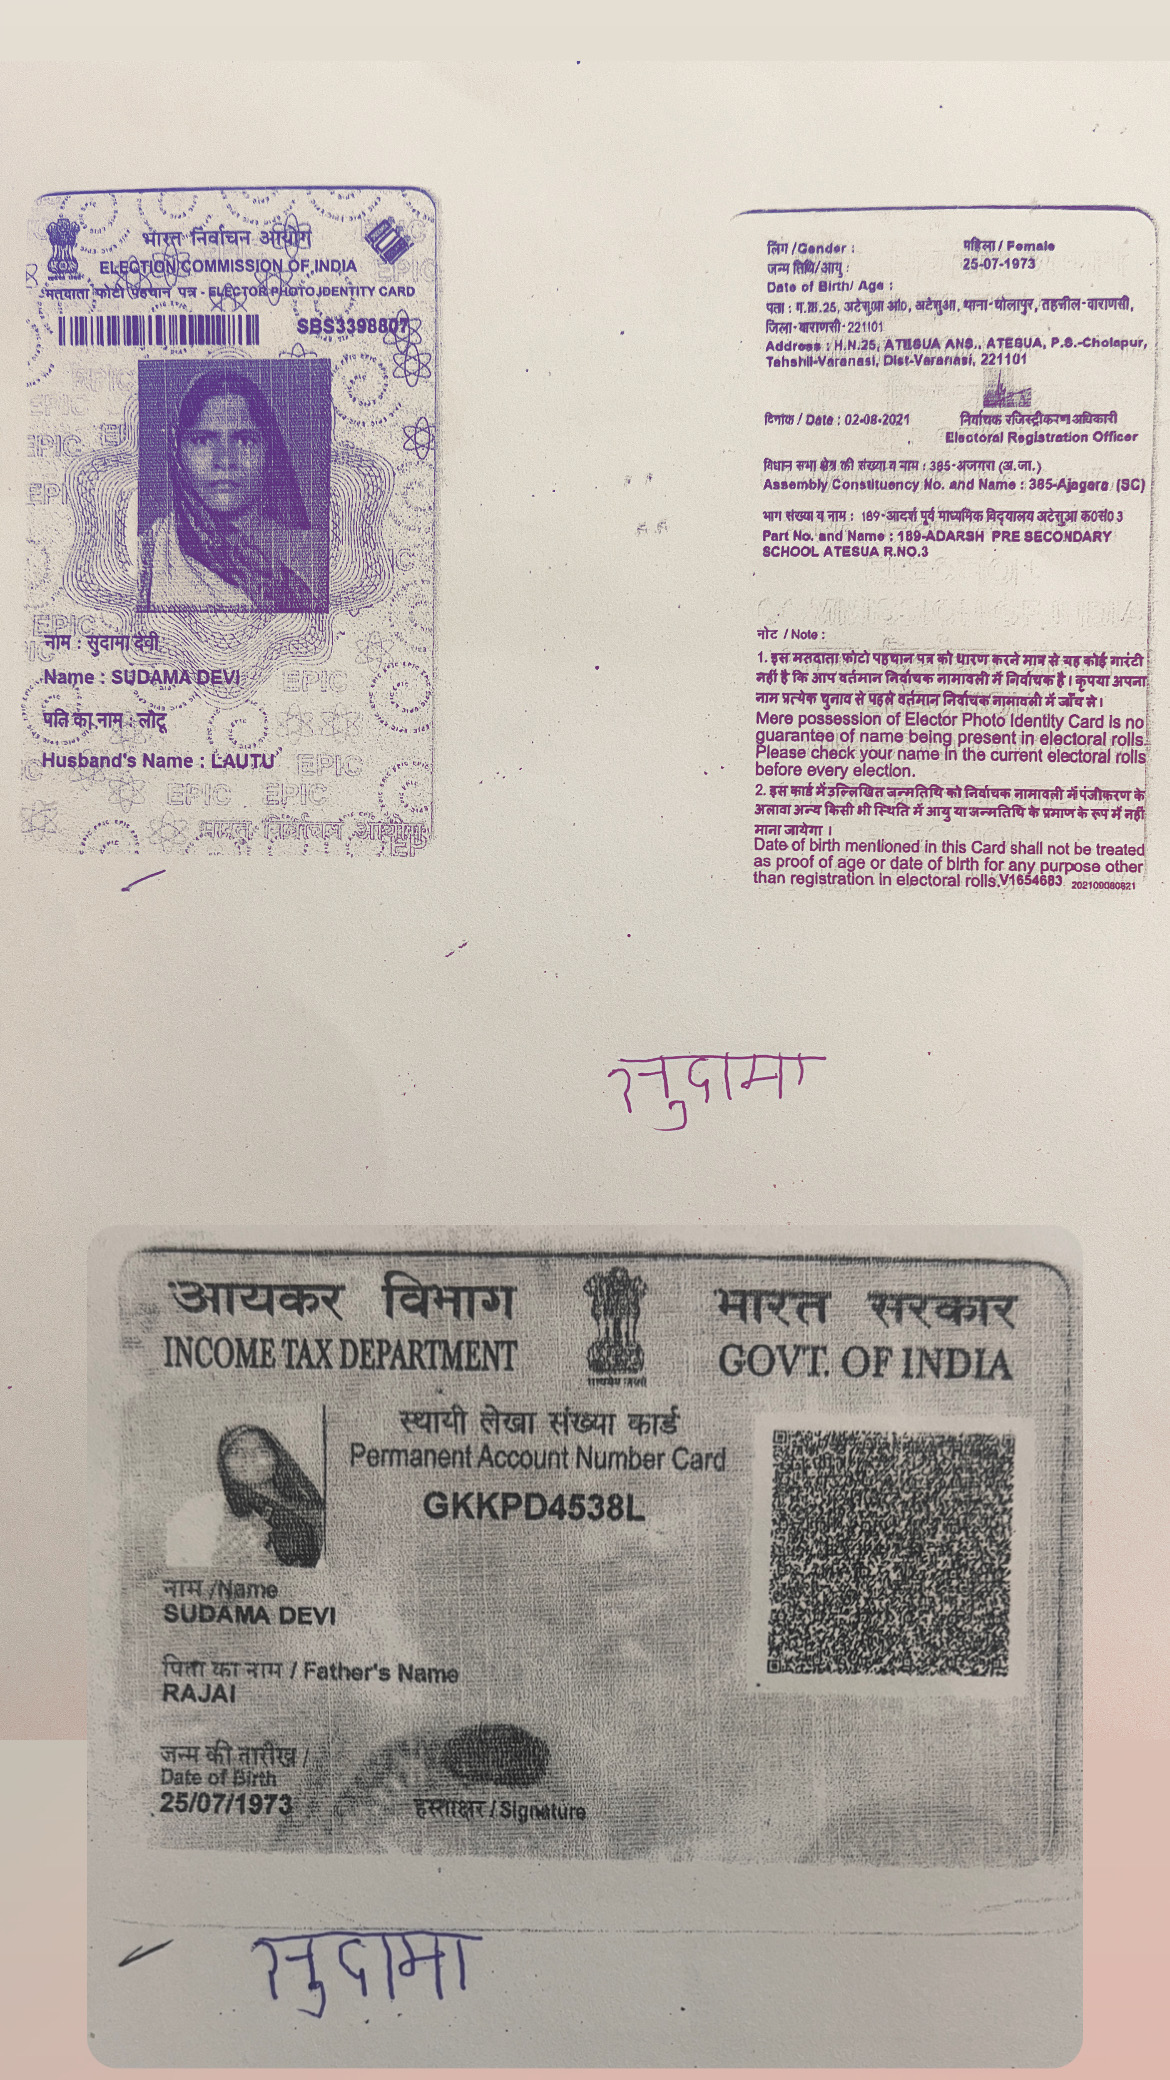 भारत निर्वाचन आयोग
ELECTION COMMISSION OF INDIA
मतदाता फोटो पहचान पत्र - ELECTOR PHOTO IDENTITY CARD
SBS3398807
नाम : सुदामा देवी
Name : SUDAMA DEVI
पति का नाम : लौटू
Husband's Name : LAUTU
EPIC
EPIC EPIC
भारत निर्वाचन आयोग
लिंग /Gender : महिला / Female
जन्म तिथि/आयु : 25-07-1973
Date of Birth/ Age :
पता : म.क्र.25, अटेसुआ आं0, अटेसुआ, थाना-चोलापुर, तहसील-वाराणसी,
जिला-वाराणसी-221101
Address : H.N.25, ATESUA ANS., ATESUA, P.S.-Cholapur,
Tahshil-Varanasi, Dist-Varanasi, 221101
दिनांक / Date : 02-08-2021 निर्वाचक रजिस्ट्रीकरण अधिकारी
Electoral Registration Officer
विधान सभा क्षेत्र की संख्या व नाम : 385-अजगरा (अ.जा.)
Assembly Constituency No. and Name : 385-Ajagara (SC)
भाग संख्या व नाम : 189-आदर्श पूर्व माध्यमिक विद्यालय अटेसुआ क0सं0 3
Part No. and Name : 189-ADARSH PRE SECONDARY
SCHOOL ATESUA R.NO.3
नोट / Note :
1. इस मतदाता फोटो पहचान पत्र को धारण करने मात्र से यह कोई गारंटी
नहीं है कि आप वर्तमान निर्वाचक नामावली में निर्वाचक है। कृपया अपना
नाम प्रत्येक चुनाव से पहले वर्तमान निर्वाचक नामावली में जाँच ले।
Mere possession of Elector Photo Identity Card is no
guarantee of name being present in electoral rolls.
Please check your name in the current electoral rolls
before every election.
2. इस कार्ड में उल्लिखित जन्मतिथि को निर्वाचक नामावली में पंजीकरण के
अलावा अन्य किसी भी स्थिति में आयु या जन्मतिथि के प्रमाण के रूप में नहीं
माना जायेगा ।
Date of birth mentioned in this Card shall not be treated
as proof of age or date of birth for any purpose other
than registration in electoral rolls.V1654683 202109080821
सुदामा
आयकर विभाग भारत सरकार
INCOME TAX DEPARTMENT GOVT. OF INDIA
स्थायी लेखा संख्या कार्ड
Permanent Account Number Card
GKKPD4538L
नाम /Name
SUDAMA DEVI
पिता का नाम / Father's Name
RAJAI
जन्म की तारीख /
Date of Birth
25/07/1973
हस्ताक्षर / Signature
सुदामा